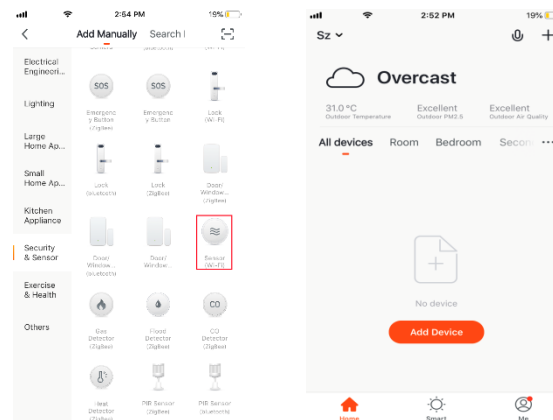 2:54 PM
19%
Add Manually Search
Electrical
Engineeri...
Lighting
Large
Home Ap...
Small
Home Ap...
Kitchen
Appliance
Security
& Sensor
Exercise
& Health
Others
SOS
SOS
Emergenc
y Button
(ZigBee)
Emergenc
y Button
Lock
(Wi-Fi)
Lock
(bluetooth)
Lock
(ZigBee)
Door/
Window...
(ZigBee)
Door/
Window...
(bluetooth)
Door/
Window...
Sensor
(Wi-Fi)
CO
Gas
Detector
(ZigBee)
Flood
Detector
(ZigBee)
CO
Detector
(ZigBee)
Heat
Detector
(ZigBee)
PIR Sensor
(ZigBee)
PIR Sensor
(bluetooth)
2:52 PM
19%
Sz
Overcast
31.0 °C
Outdoor Temperature
Excellent
Outdoor PM2.5
Excellent
Outdoor Air Quality
All devices Room Bedroom Secon
No device
Add Device
Home Smart Me